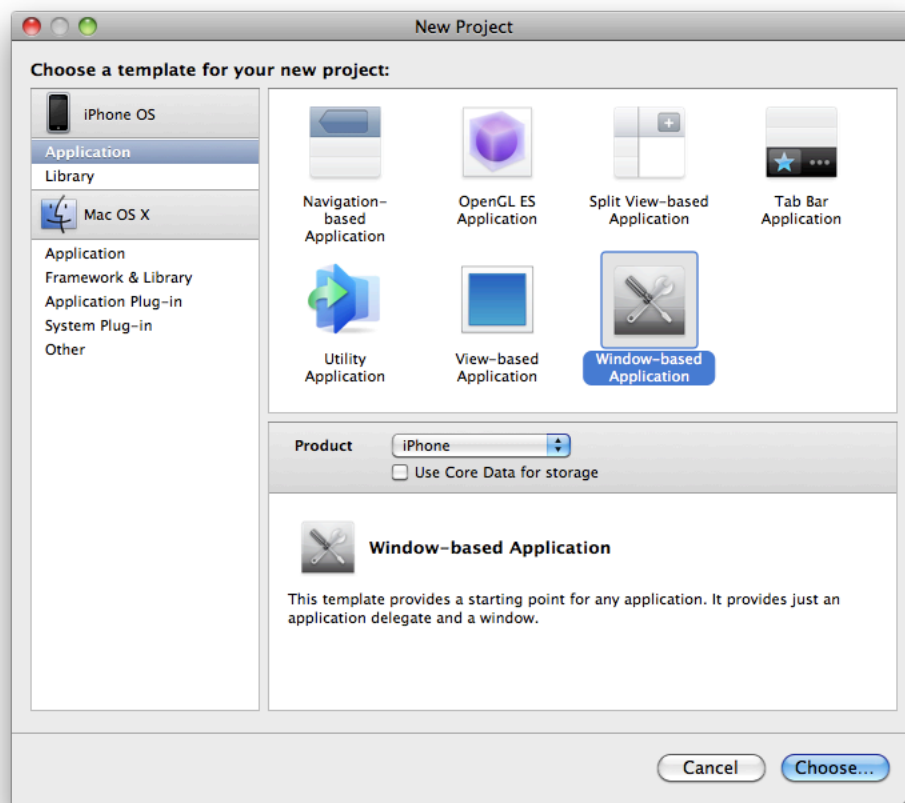 New Project
Choose a template for your new project:
iPhone OS
Application
Library
Mac OS X
Application
Framework & Library
Application Plug-in
System Plug-in
Other
Navigation-
based
Application
OpenGL ES
Application
Split View-based
Application
Tab Bar
Application
Utility
Application
View-based
Application
Window-based
Application
Product
iPhone
Use Core Data for storage
Window-based Application
This template provides a starting point for any application. It provides just an
application delegate and a window.
Cancel
Choose...